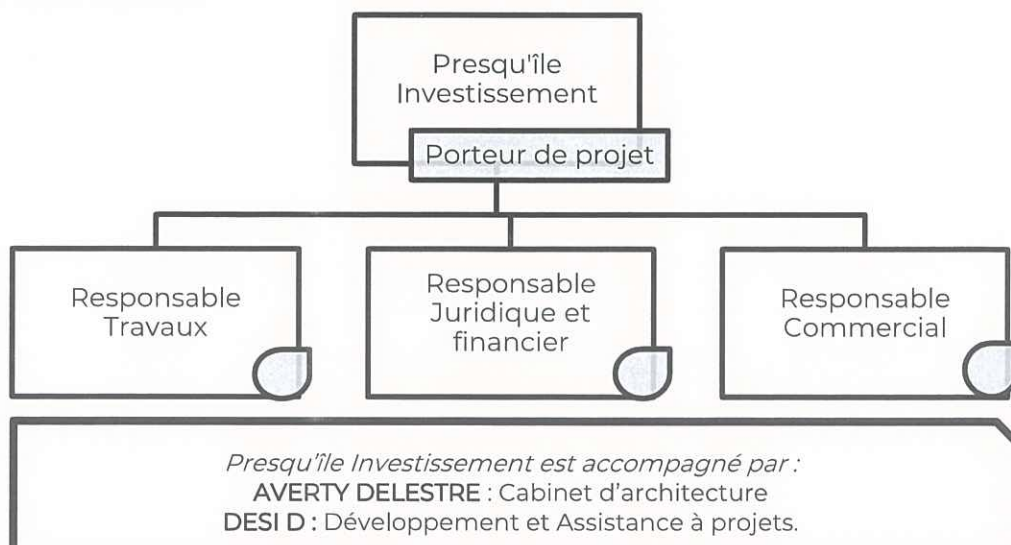 Presqu'île
Investissement
Porteur de projet
Responsable
Travaux
Responsable
Juridique et
financier
Responsable
Commercial
Presqu'île Investissement est accompagné par :
AVERTY DELESTRE : Cabinet d'architecture
DESI D : Développement et Assistance à projets.